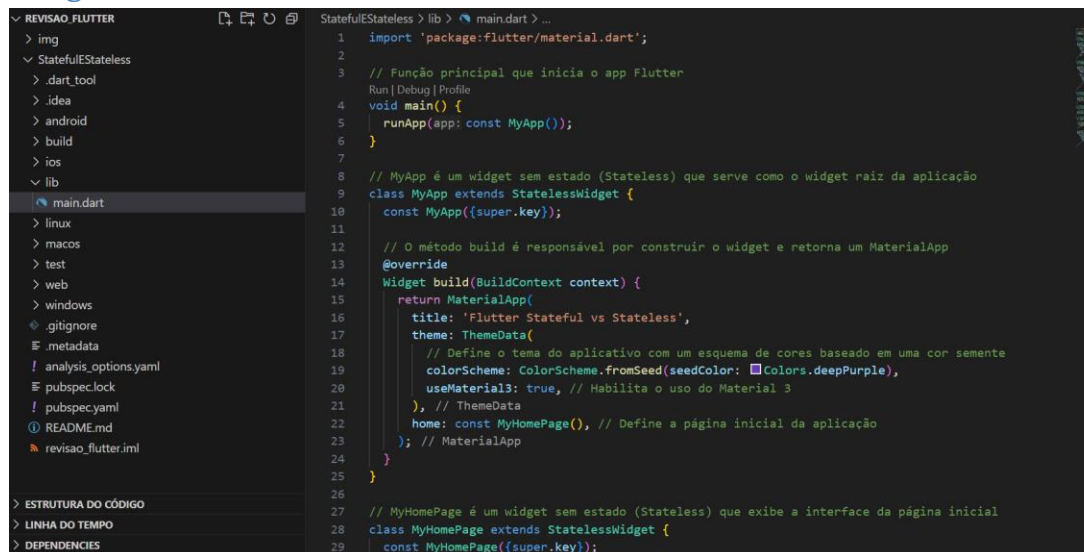 REVISAO_FLUTTER
img
StatefulEStateless
.dart_tool
.idea
android
build
ios
lib
main.dart
linux
macos
test
web
windows
.gitignore
.metadata
analysis_options.yaml
pubspec.lock
pubspec.yaml
README.md
revisao_flutter.iml
ESTRUTURA DO CÓDIGO
LINHA DO TEMPO
DEPENDENCIES
StatefulEStateless > lib > main.dart > ...
1 import 'package:flutter/material.dart';
2
3 // Função principal que inicia o app Flutter
Run | Debug | Profile
4 void main() {
5 runApp(app: const MyApp());
6 }
7
8 // MyApp é um widget sem estado (Stateless) que serve como o widget raiz da aplicação
9 class MyApp extends StatelessWidget {
10 const MyApp({super.key});
11
12 // O método build é responsável por construir o widget e retorna um MaterialApp
13 @override
14 Widget build(BuildContext context) {
15 return MaterialApp(
16 title: 'Flutter Stateful vs Stateless',
17 theme: ThemeData(
18 // Define o tema do aplicativo com um esquema de cores baseado em uma cor semente
19 colorScheme: ColorScheme.fromSeed(seedColor: Colors.deepPurple),
20 useMaterial3: true, // Habilita o uso do Material 3
21 ), // ThemeData
22 home: const MyHomePage(), // Define a página inicial da aplicação
23 ); // MaterialApp
24 }
25 }
26
27 // MyHomePage é um widget sem estado (Stateless) que exibe a interface da página inicial
28 class MyHomePage extends StatelessWidget {
29 const MyHomePage({super.key});